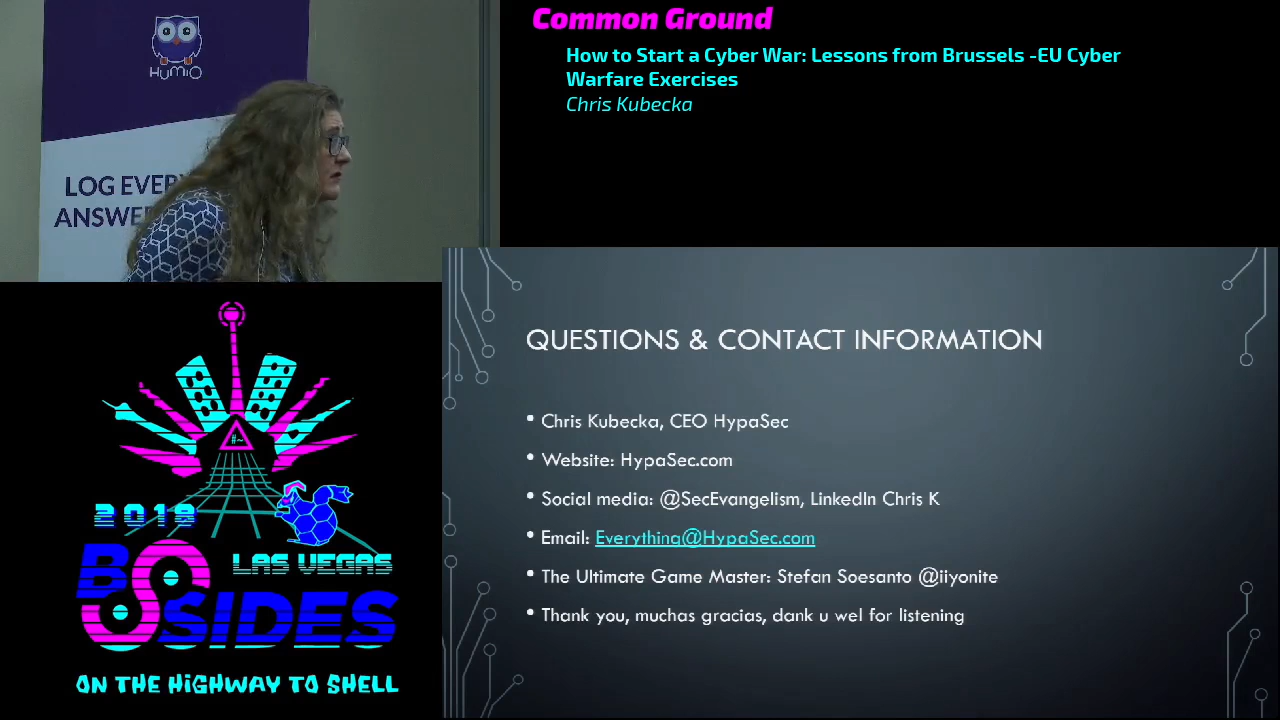 HUMIO
LOG EVER
ANSWE
Common Ground
How to Start a Cyber War: Lessons from Brussels -EU Cyber
Warfare Exercises
Chris Kubecka
QUESTIONS & CONTACT INFORMATION
• Chris Kubecka, CEO HypaSec
• Website: HypaSec.com
• Social media: @SecEvangelism, LinkedIn Chris K
• Email: Everything@HypaSec.com
• The Ultimate Game Master: Stefan Soesanto @iiyonite
• Thank you, muchas gracias, dank u wel for listening
#~
2019
LAS VEGAS
BSIDES
ON THE HIGHWAY TO SHELL